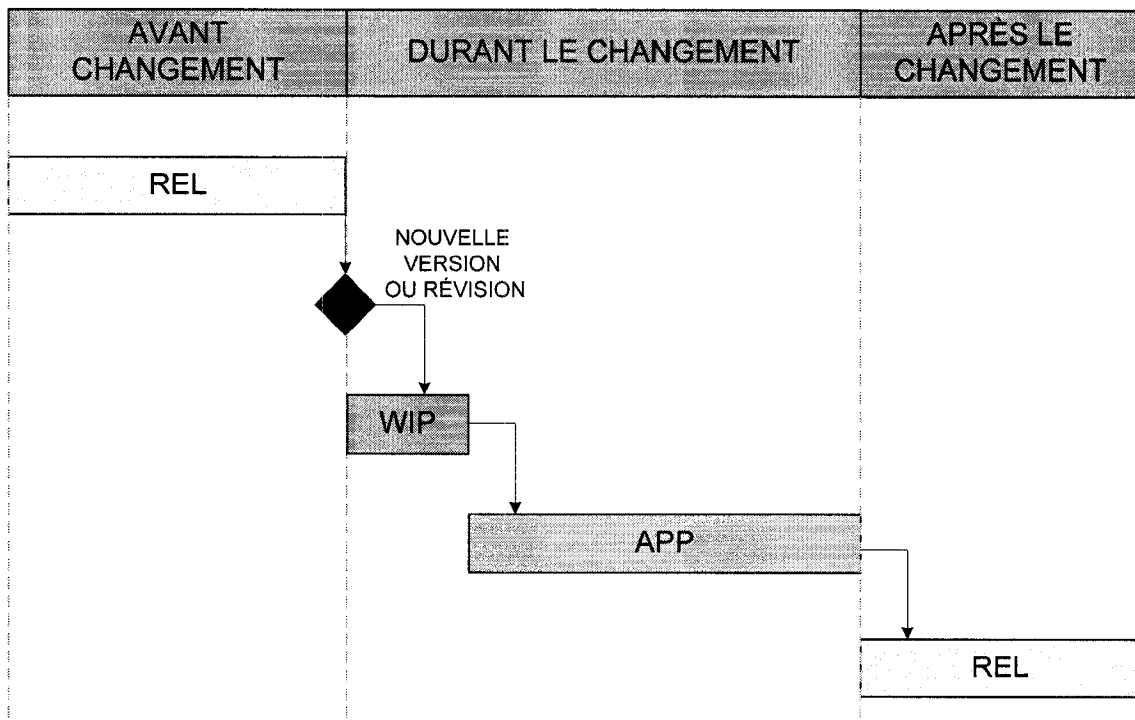 AVANT
CHANGEMENT
DURANT LE CHANGEMENT
APRÈS LE
CHANGEMENT
REL
NOUVELLE
VERSION
OU RÉVISION
WIP
APP
REL